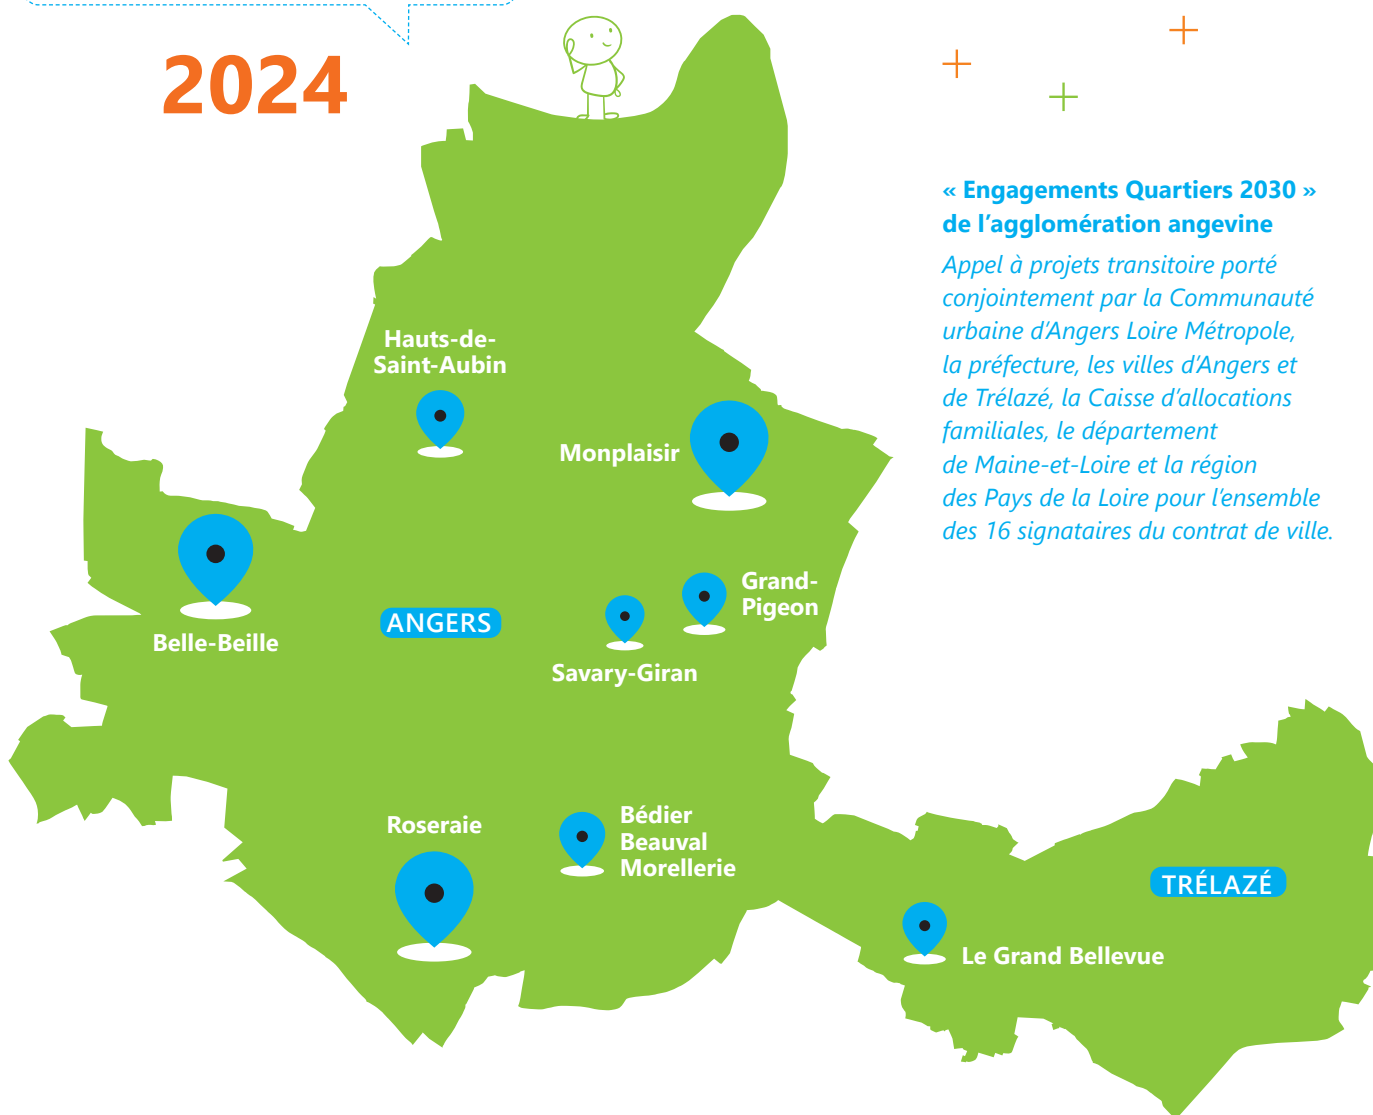 2024
« Engagements Quartiers 2030 »
de l’agglomération angevine
Appel à projets transitoire porté
conjointement par la Communauté
urbaine d’Angers Loire Métropole,
la préfecture, les villes d’Angers et
de Trélazé, la Caisse d’allocations
familiales, le département
de Maine-et-Loire et la région
des Pays de la Loire pour l’ensemble
des 16 signataires du contrat de ville.
Hauts-de-
Saint-Aubin
Monplaisir
Belle-Beille
ANGERS
Grand-
Pigeon
Savary-Giran
Roseraie
Bédier
Beauval
Morellerie
TRÉLAZÉ
Le Grand Bellevue